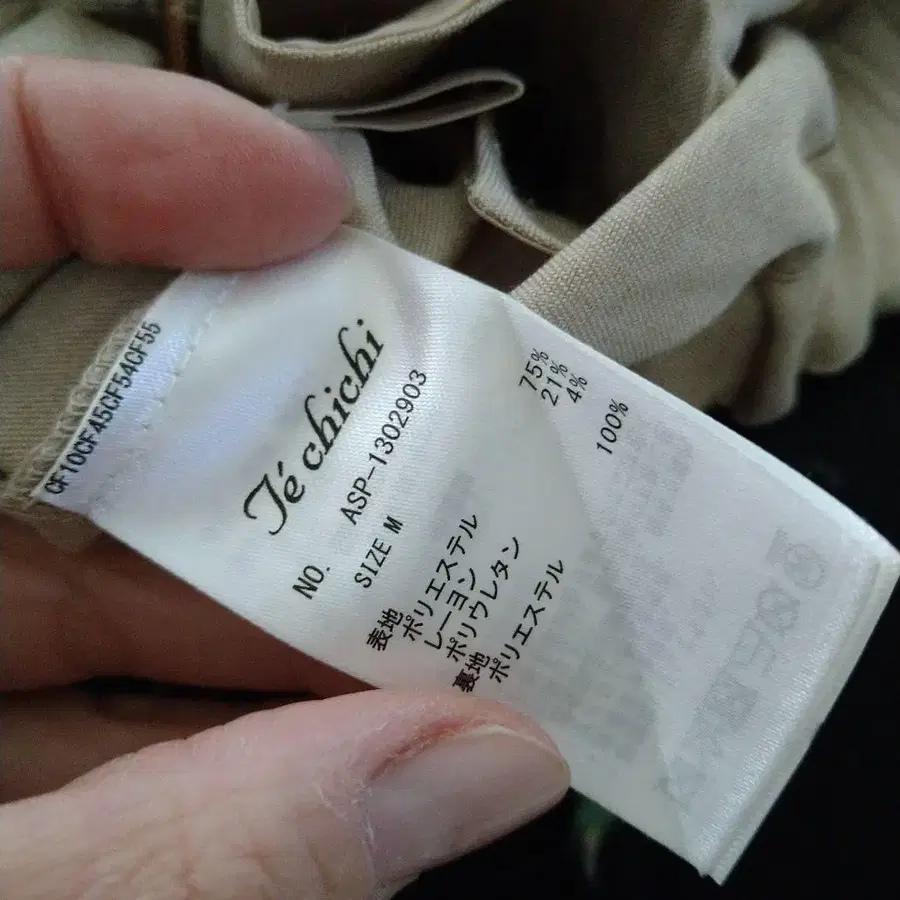 CF10CF45CF54CF55
Té chichi
NO. ASP-1302903
SIZE M
表地
ポリエステル 75%
レーヨン 21%
ポリウレタン 4%
裏地
ポリエステル 100%